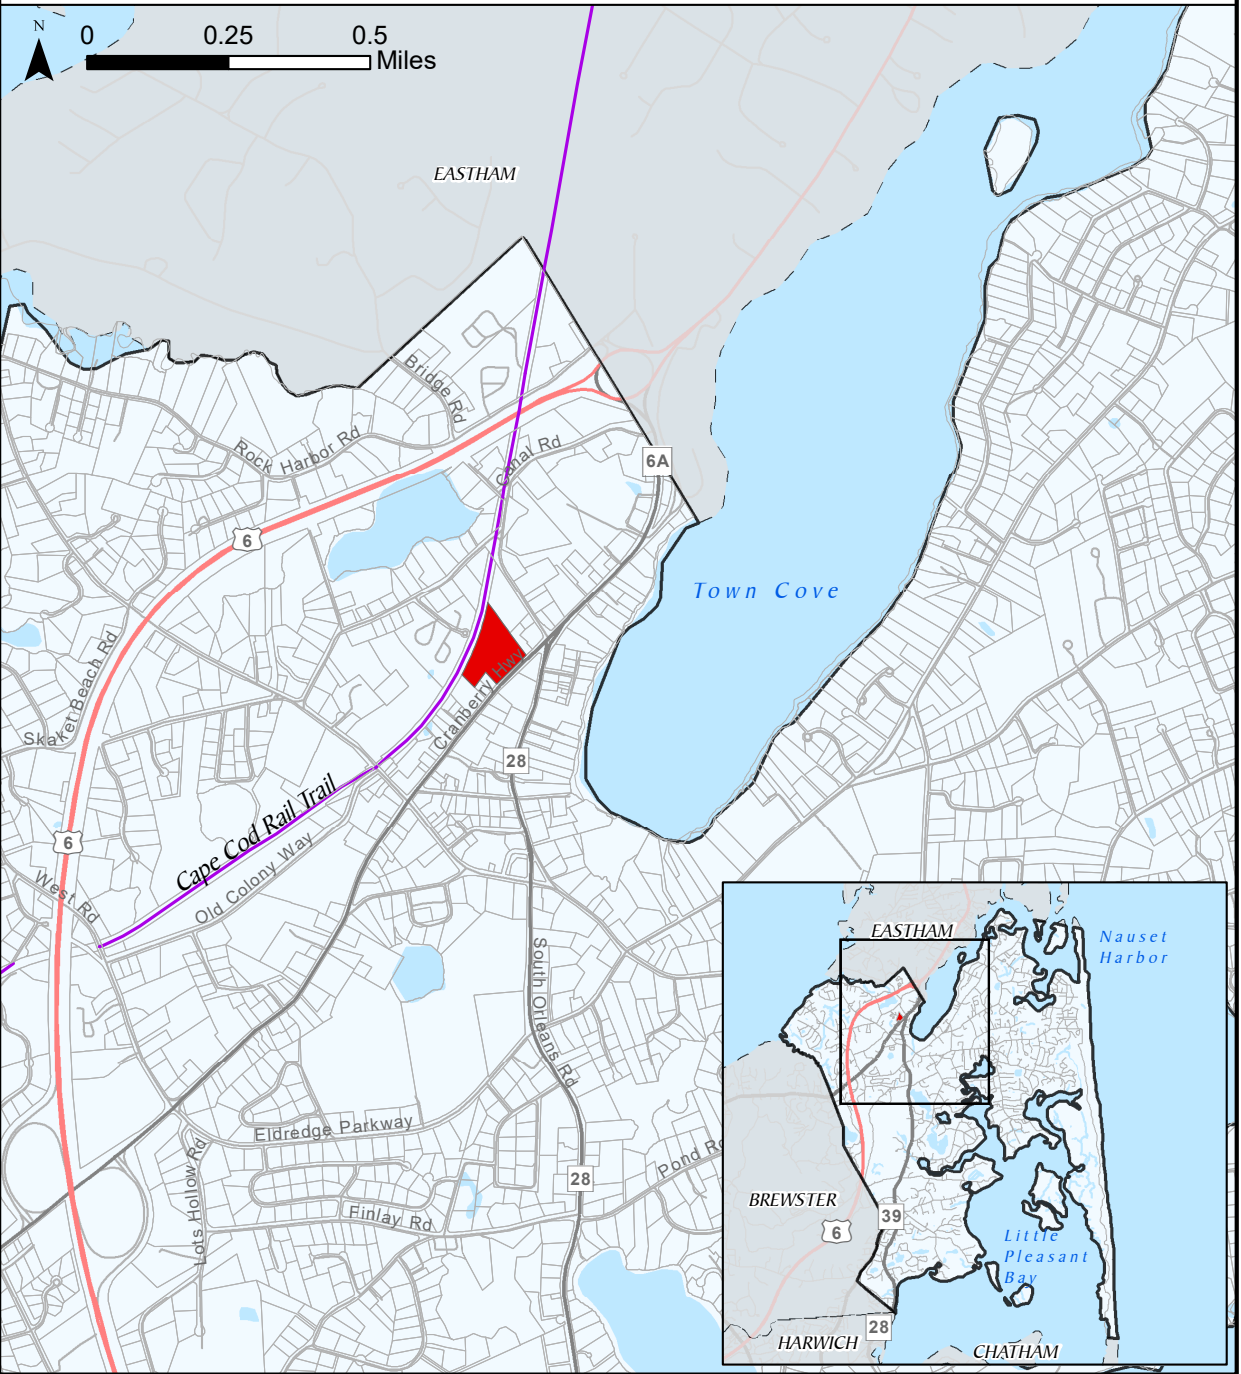 N
0 0.25 0.5
Miles
EASTHAM
Bridge Rd
Rock Harbor Rd
Canal Rd
6A
6
Town Cove
Skaket Beach Rd
Cranberry Hwy
28
Cape Cod Rail Trail
6
Old Colony Way
West Rd
South Orleans Rd
Eldredge Parkway
Lots Hollow Rd
Pond Rd
28
Finlay Rd
EASTHAM
Nauset
Harbor
BREWSTER
39
6
Little
Pleasant
Bay
28
HARWICH
CHATHAM